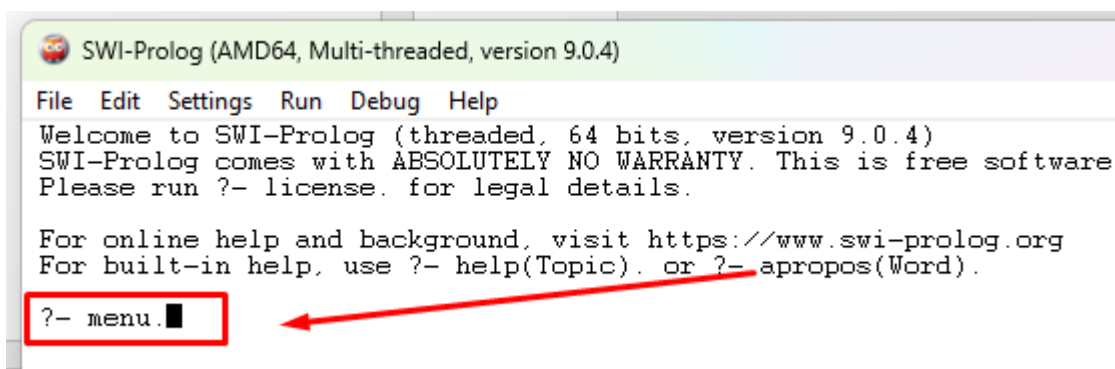 SWI-Prolog (AMD64, Multi-threaded, version 9.0.4)
File Edit Settings Run Debug Help
Welcome to SWI-Prolog (threaded, 64 bits, version 9.0.4)
SWI-Prolog comes with ABSOLUTELY NO WARRANTY. This is free software
Please run ?- license. for legal details.
For online help and background, visit https://www.swi-prolog.org
For built-in help, use ?- help(Topic). or ?- apropos(Word).
?- menu.